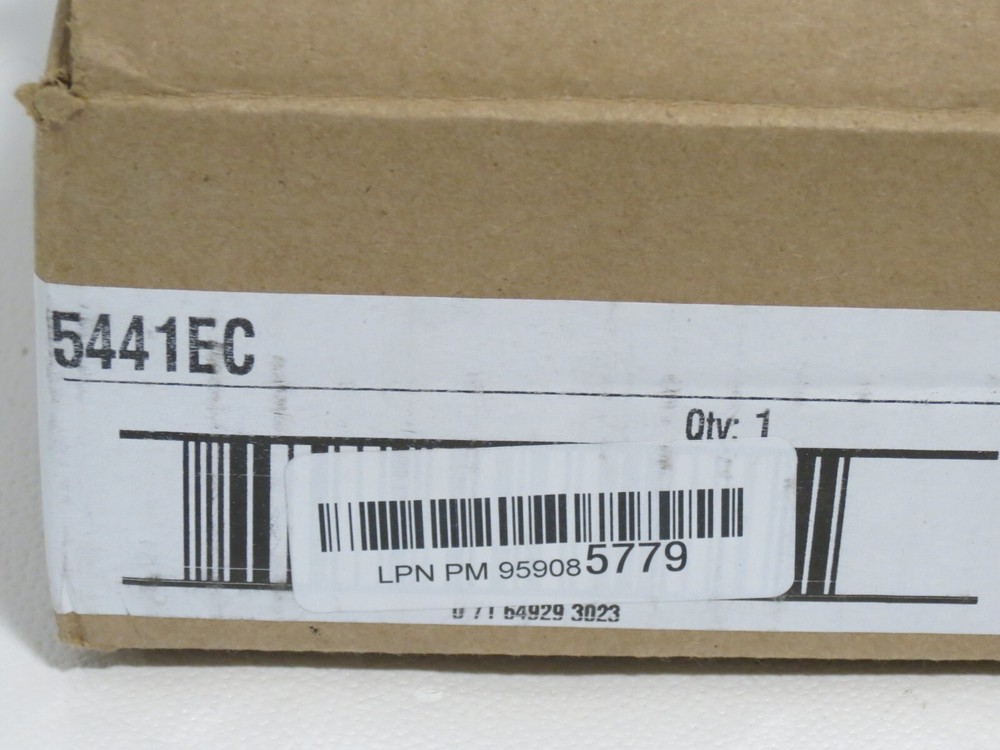 5441EC
Qty: 1
LPN PM 959085779
0 71 64929 3023